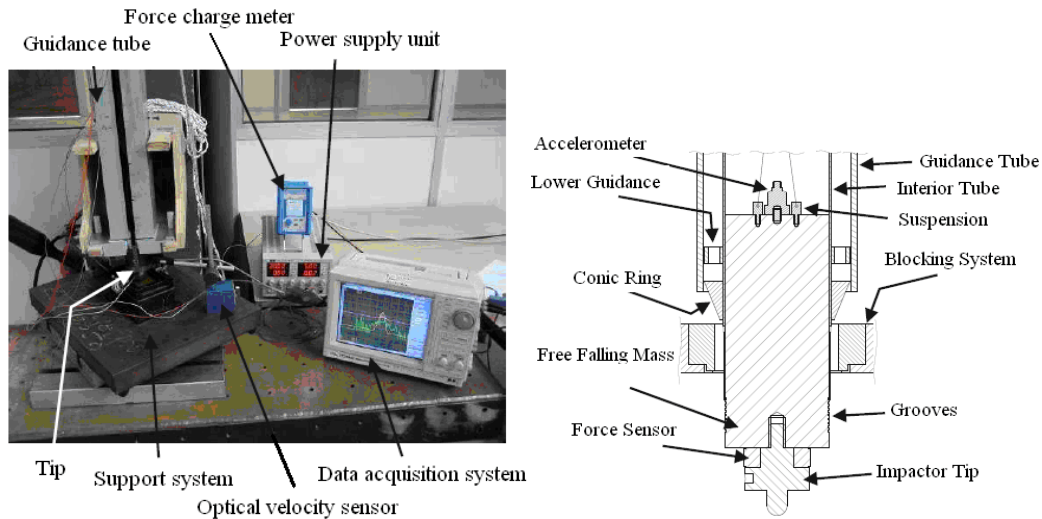 Force charge meter
Guidance tube
Power supply unit
Tip
Support system
Data acquisition system
Optical velocity sensor
Accelerometer
Lower Guidance
Guidance Tube
Interior Tube
Suspension
Conic Ring
Blocking System
Free Falling Mass
Grooves
Force Sensor
Impactor Tip